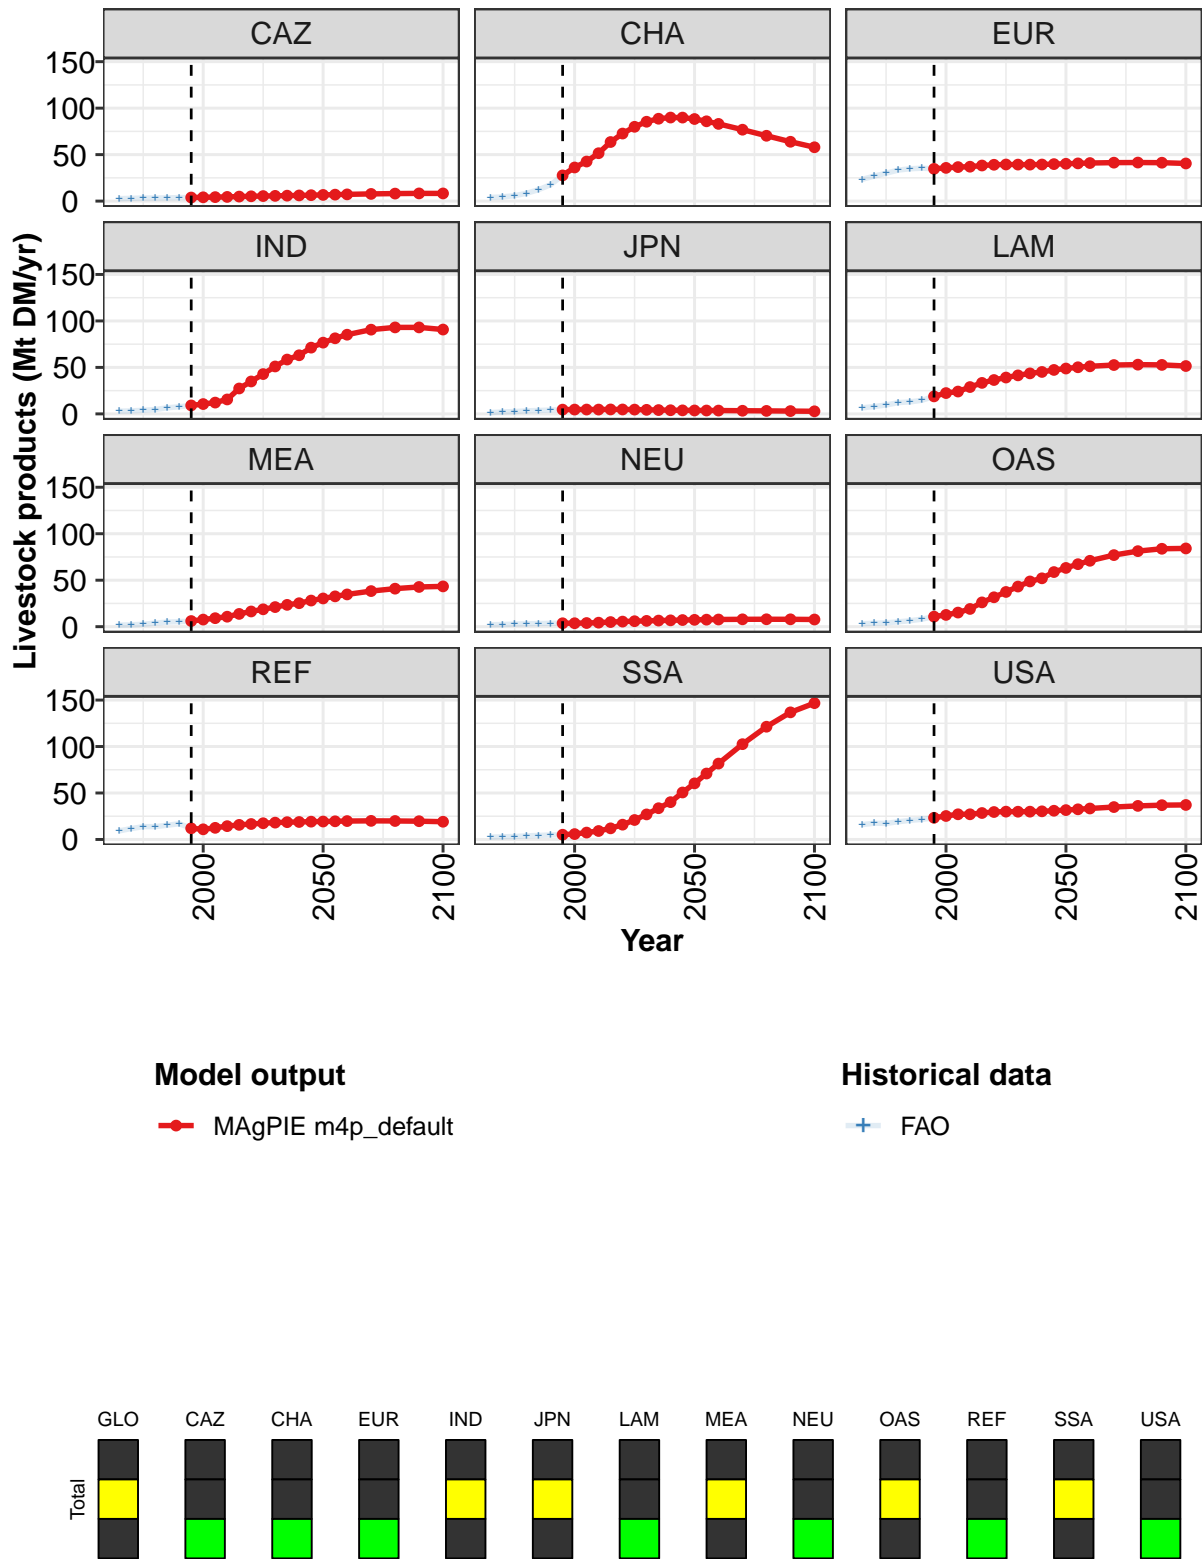 CAZ CHA EUR
150
100
50
0
IND JPN LAM
150
100
50
0
MEA NEU OAS
150
100
50
0
REF SSA USA
150
100
50
0
Livestock products (Mt DM/yr)
2000 2050 2100 2000 2050 2100 2000 2050 2100
Year
Model output Historical data
MAgPIE m4p_default FAO
GLO CAZ CHA EUR IND JPN LAM MEA NEU OAS REF SSA USA
Total